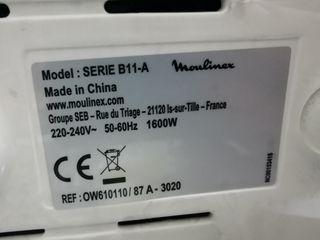 Model : SERIE B11-A Moulinex
Made in China
www.moulinex.com
Groupe SEB – Rue du Triage – 21120 Is-sur-Tille – France
220-240V~ 50-60Hz 1600W
CE
REF : OW610110/ 87 A - 3020